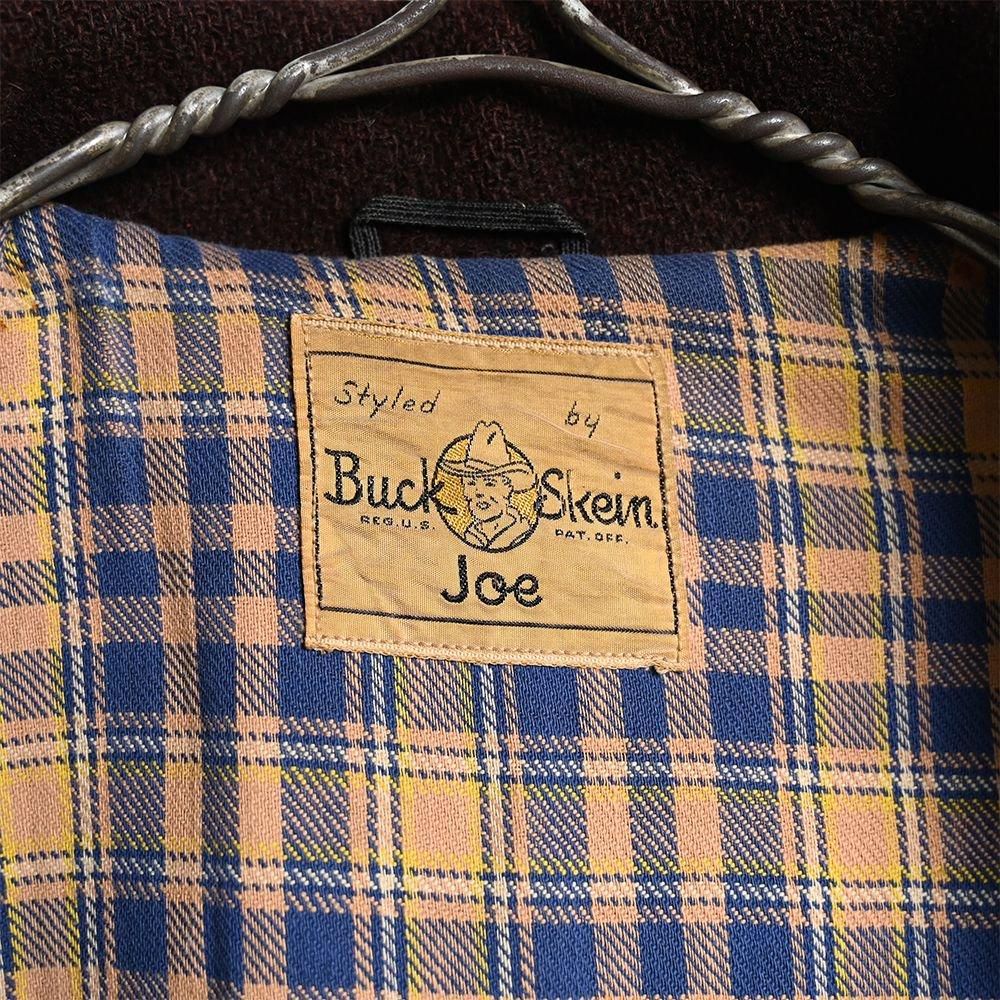 Styled by
Buck Skein
REG. U.S. PAT. OFF.
Joe